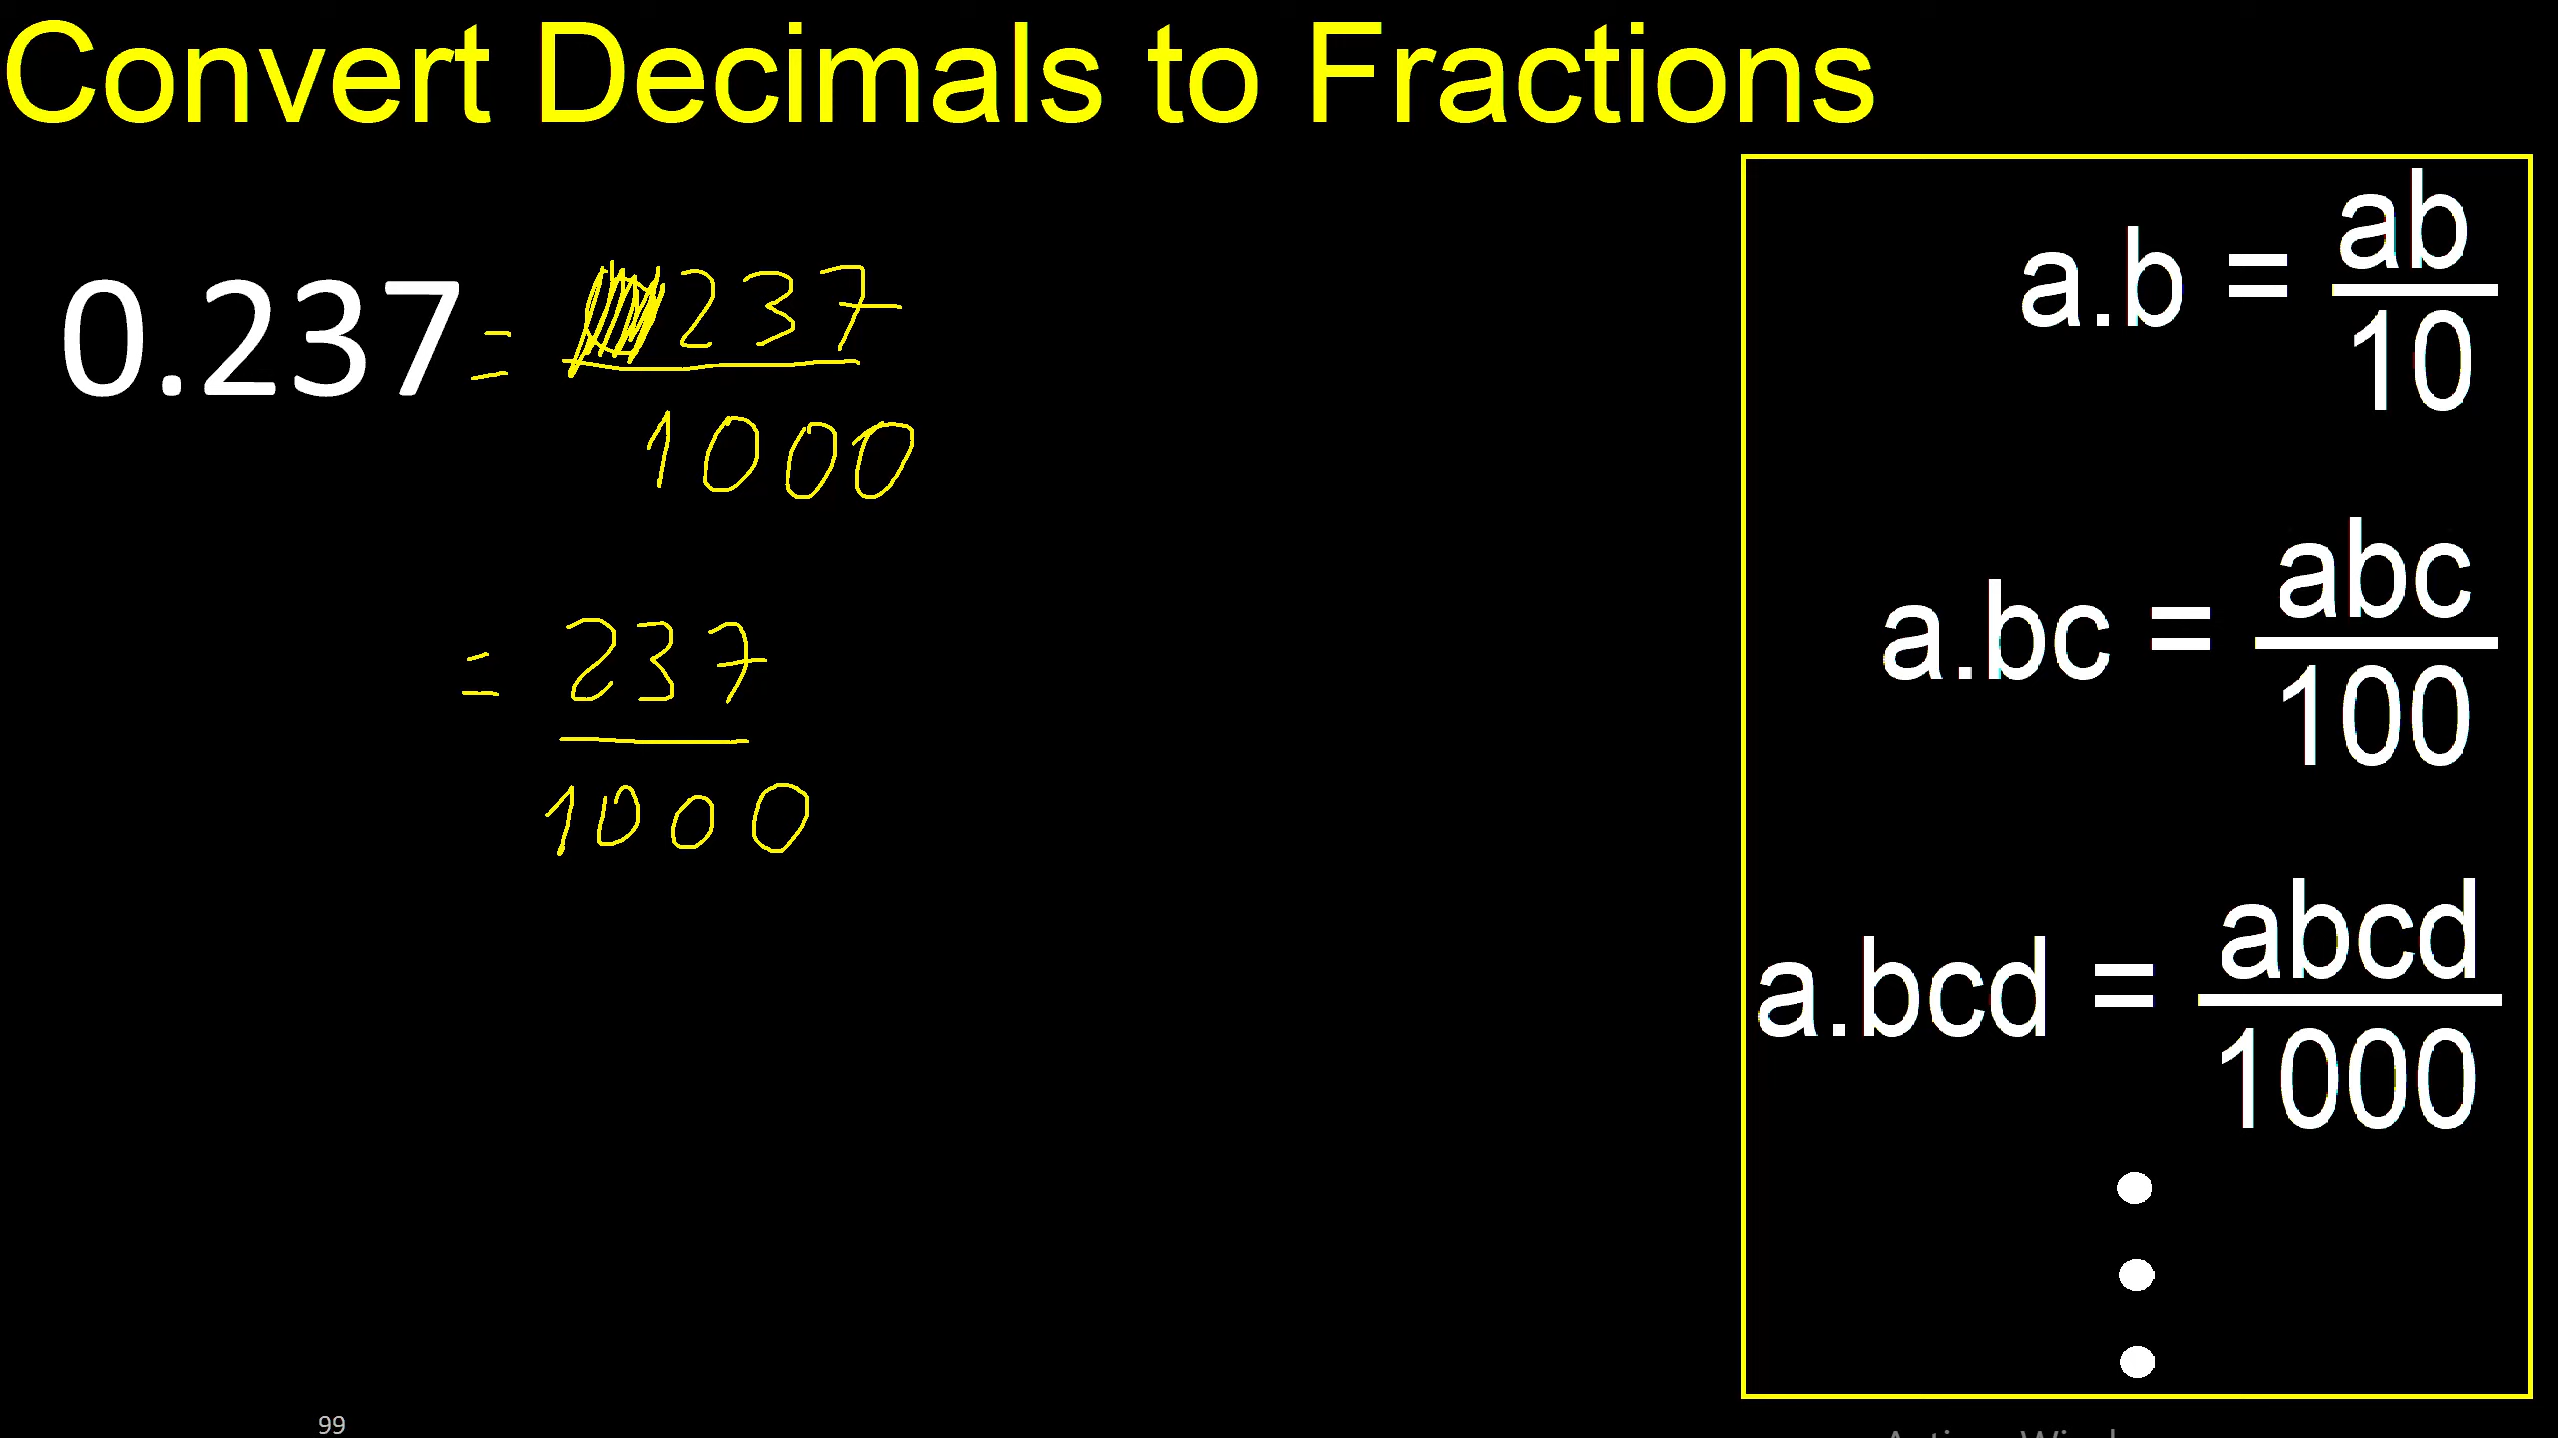 Convert Decimals to Fractions
0.237 = 237
1000
= 237
1000
a.b = ab
10
a.bc = abc
100
a.bcd = abcd
1000
99